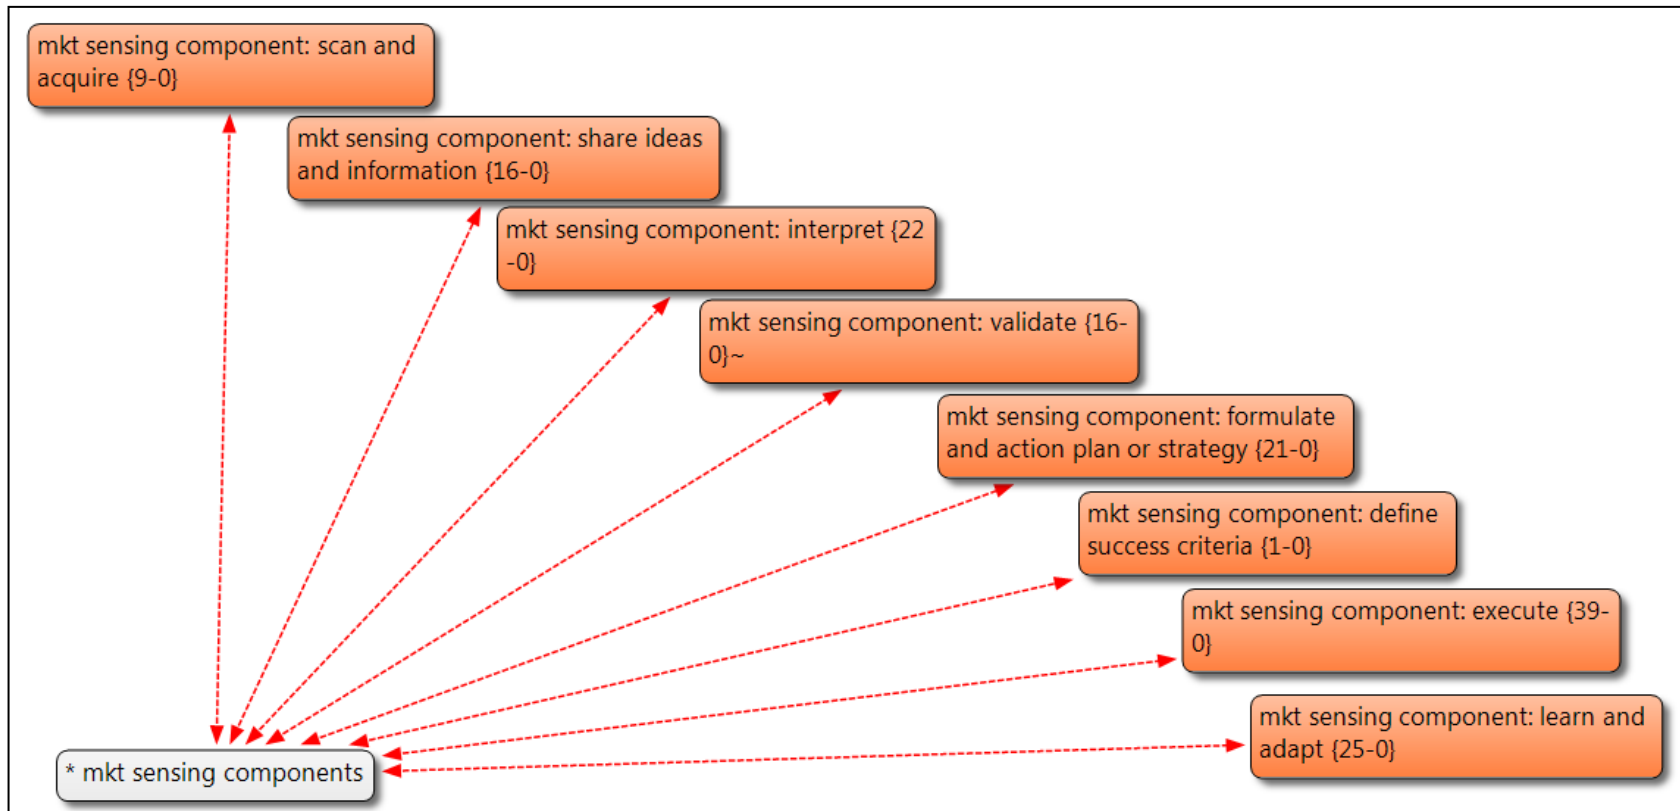 mkt sensing component: scan and
acquire {9-0}
mkt sensing component: share ideas
and information {16-0}
mkt sensing component: interpret {22
-0}
mkt sensing component: validate {16-
0}~
mkt sensing component: formulate
and action plan or strategy {21-0}
mkt sensing component: define
success criteria {1-0}
mkt sensing component: execute {39-
0}
mkt sensing component: learn and
adapt {25-0}
* mkt sensing components